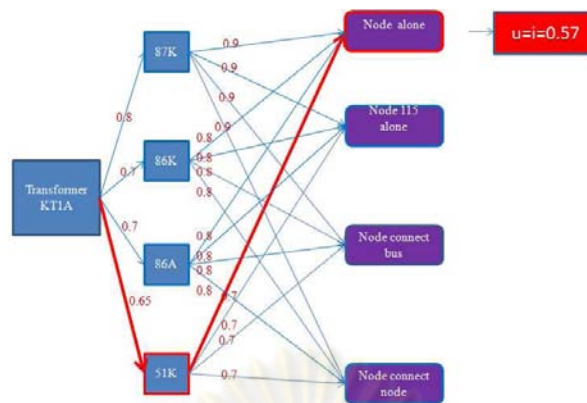 Node alone
u=i=0.57
87K
0.9
0.9
0.9
0.9
Node 115
alone
0.8
86K
0.8
0.8
0.8
0.8
0.7
Transformer
KT1A
0.7
86A
0.8
0.8
0.8
0.8
Node connect
bus
0.65
0.7
0.7
0.7
51K
0.7
Node connect
node